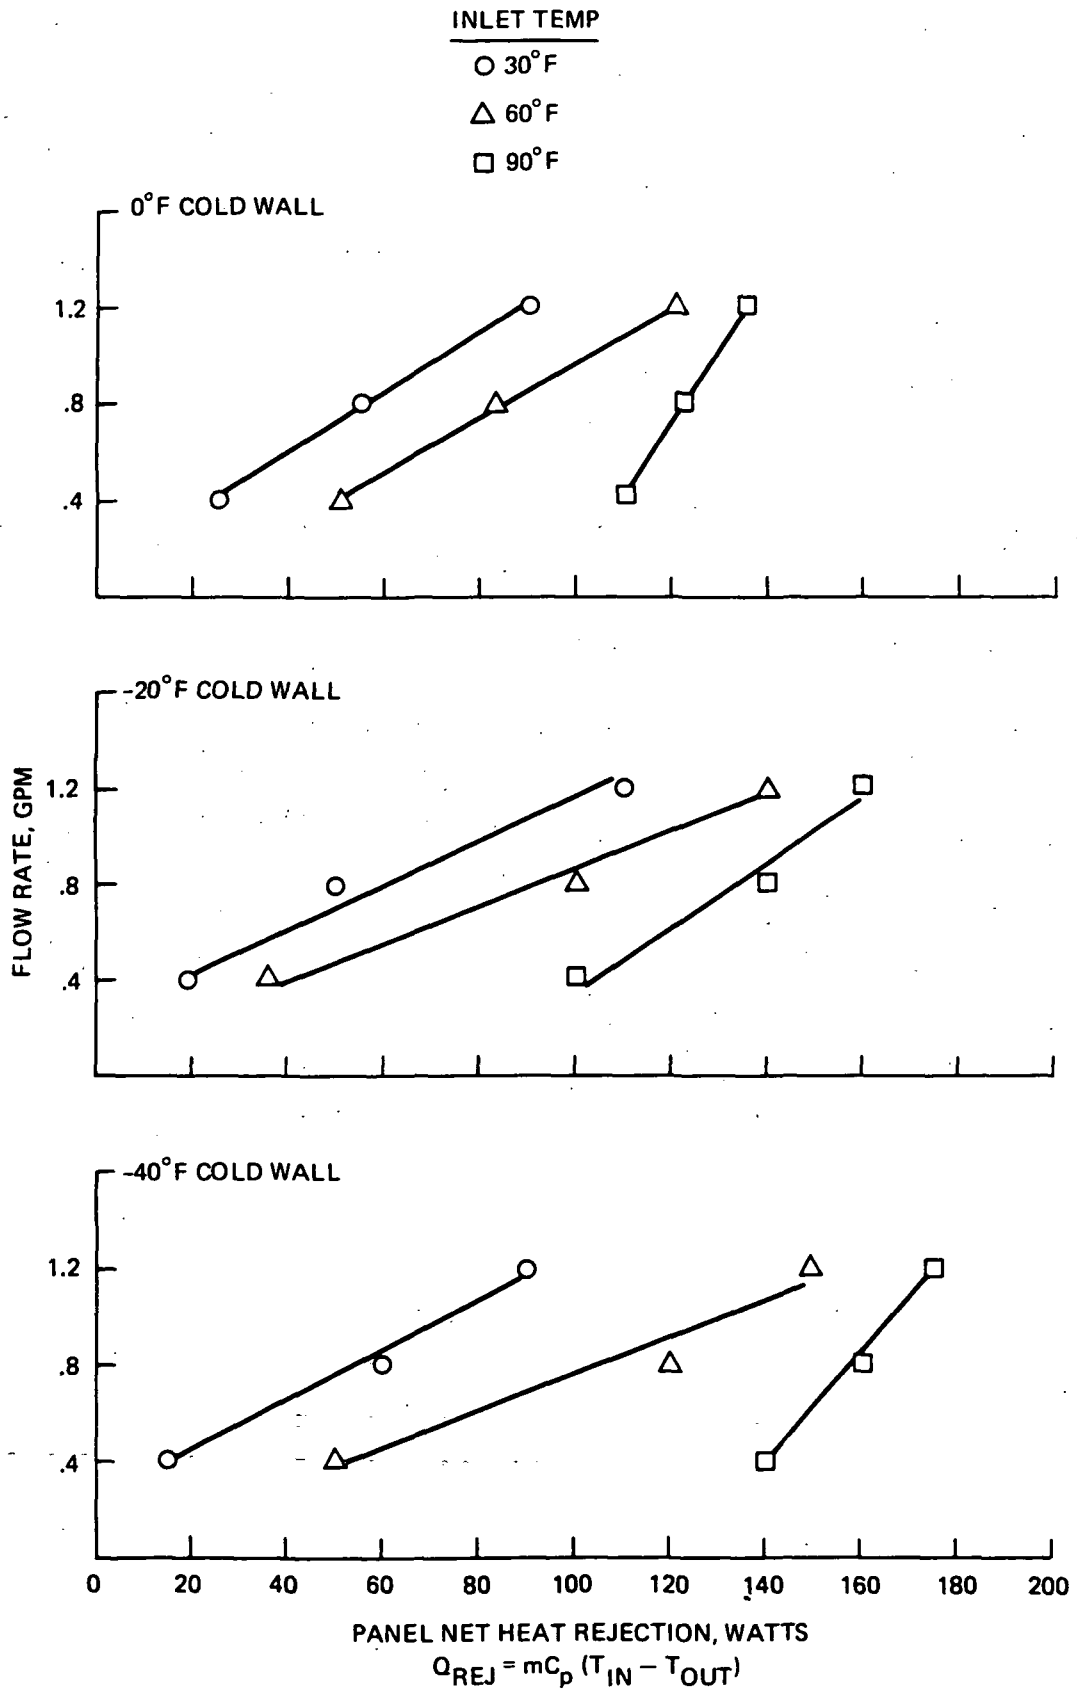 INLET TEMP
30°F
60°F
90°F
0°F COLD WALL
1.2
.8
.4
-20°F COLD WALL
1.2
.8
.4
FLOW RATE, GPM
-40°F COLD WALL
1.2
.8
.4
0 20 40 60 80 100 120 140 160 180 200
PANEL NET HEAT REJECTION, WATTS
Q_REJ = mC_p (T_IN – T_OUT)